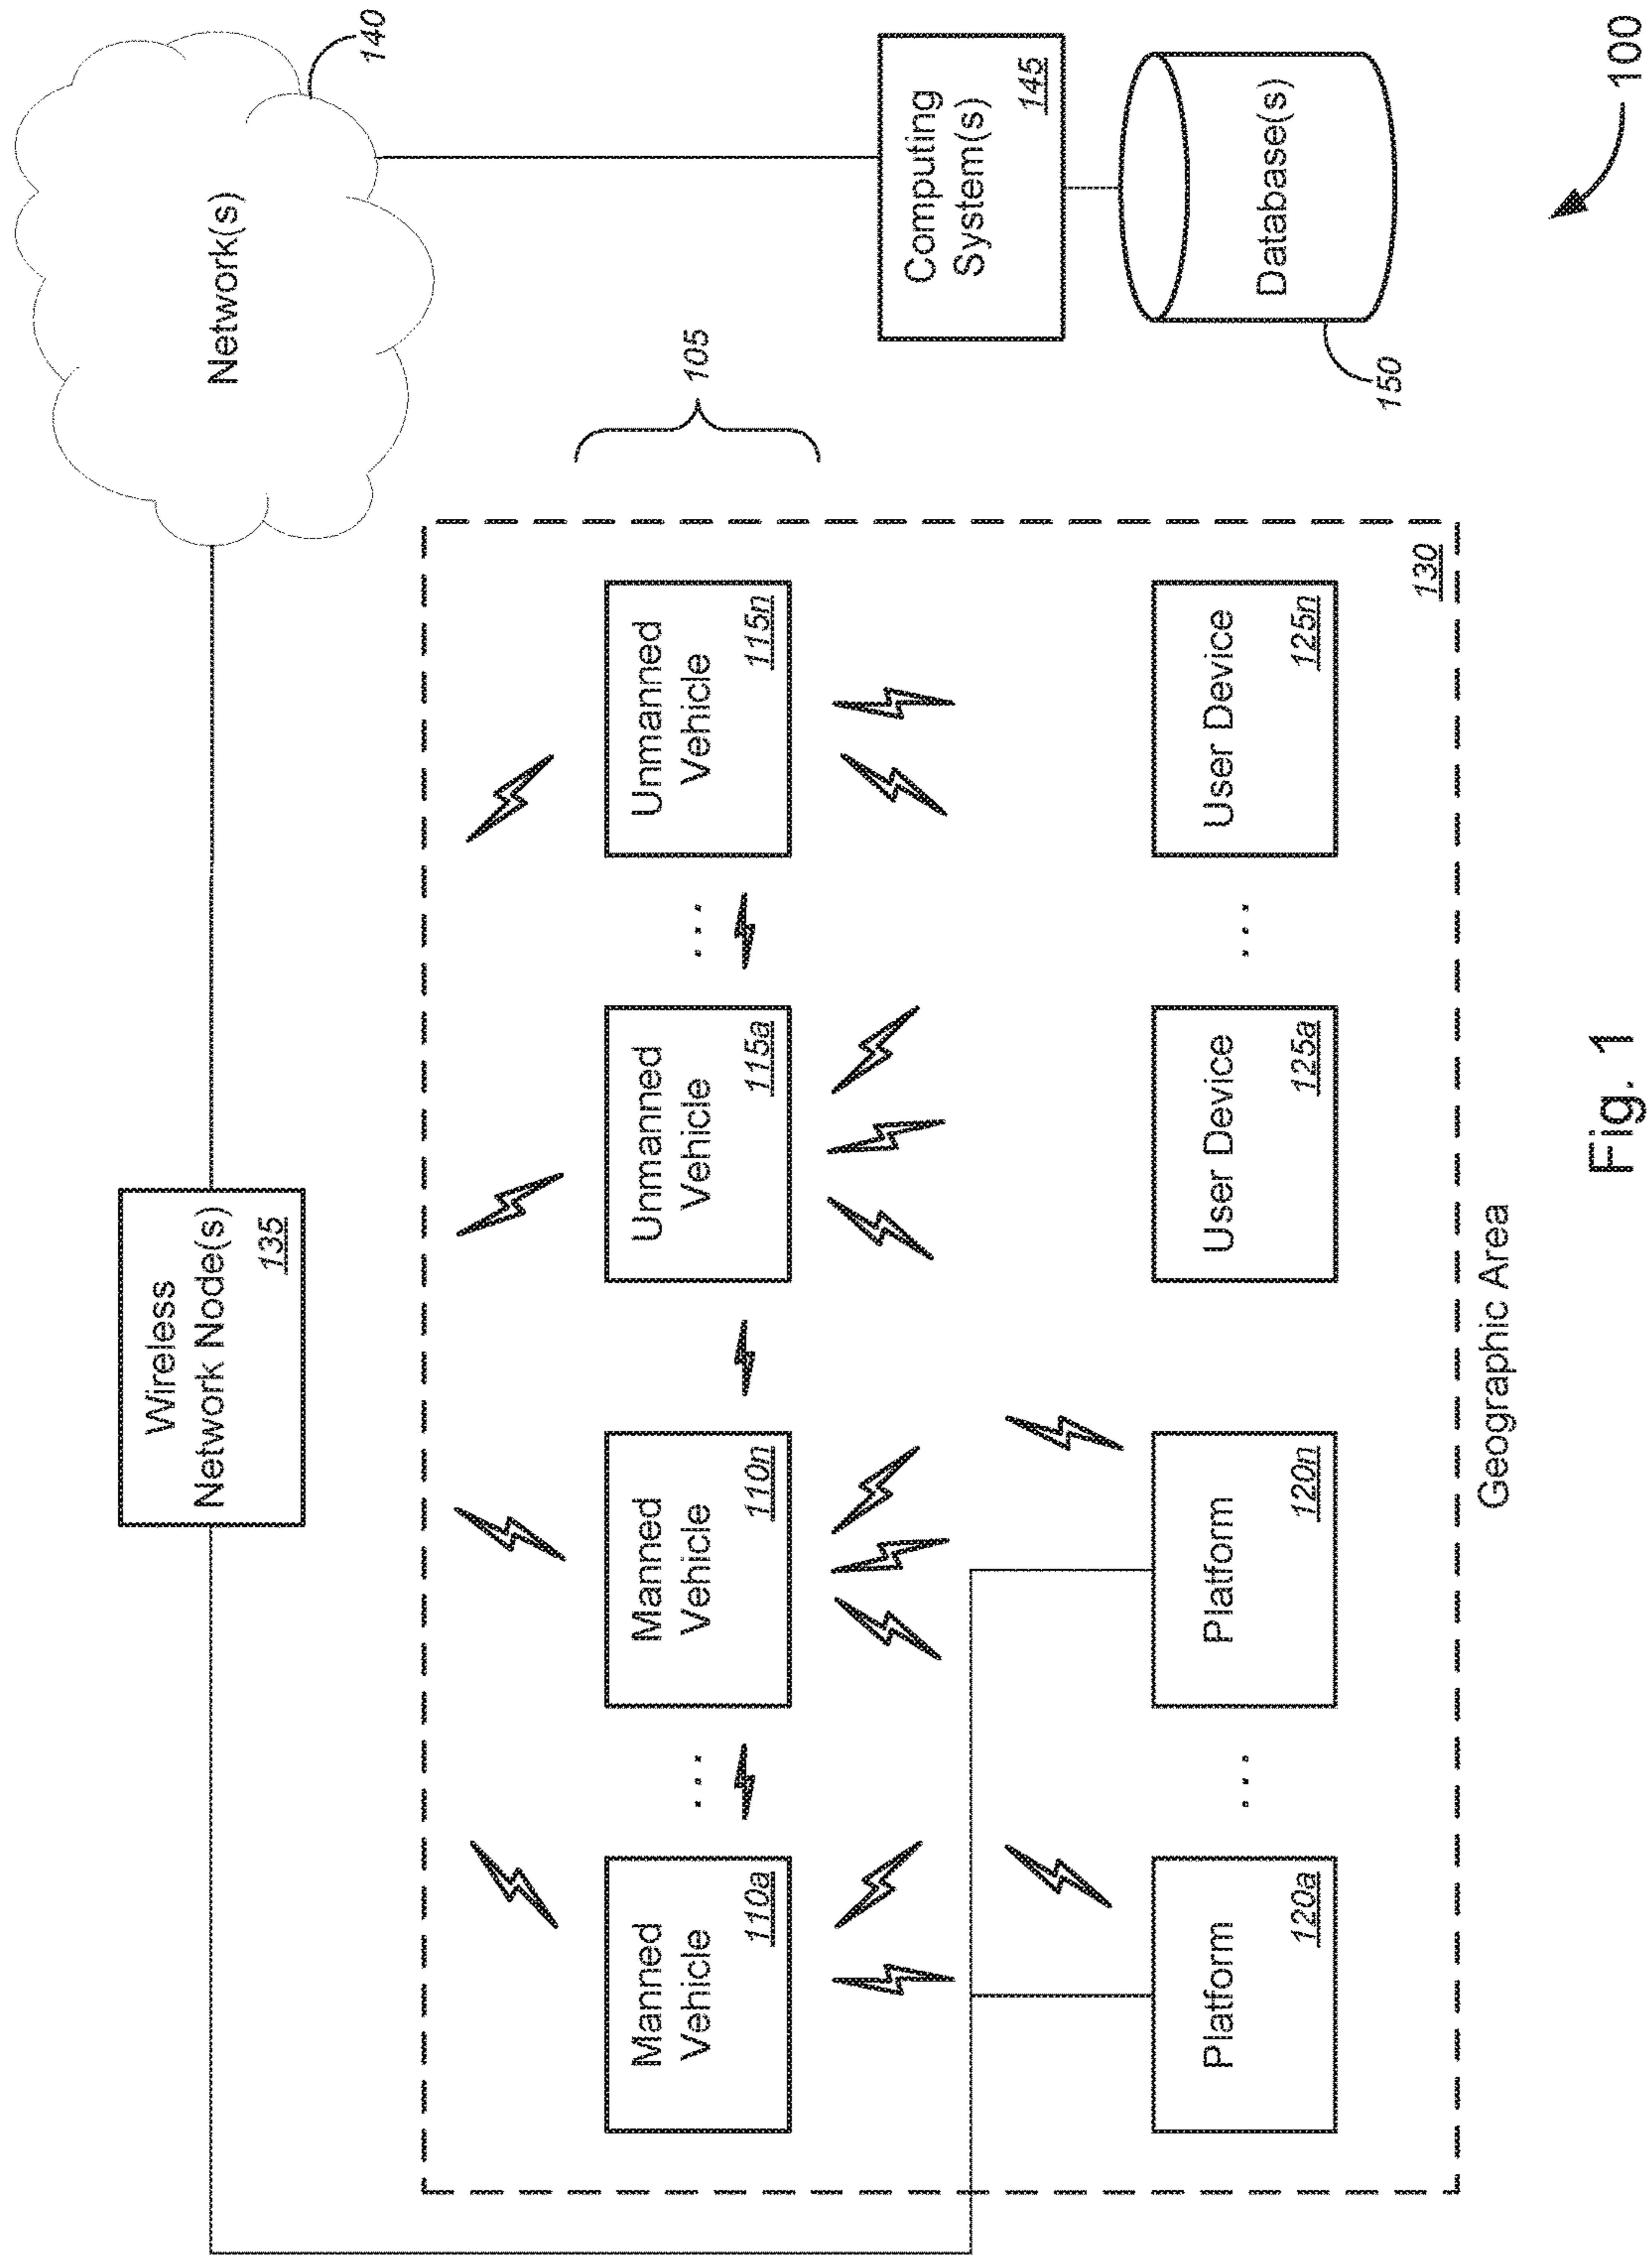 Wireless
Network Node(s)
135
Network(s)
140
Manned
Vehicle
110a
. . .
Manned
Vehicle
110n
Unmanned
Vehicle
115a
. . .
Unmanned
Vehicle
115n
105
Platform
120a
. . .
Platform
120n
User Device
125a
. . .
User Device
125n
130
Geographic Area
Computing
System(s)
145
Database(s)
150
Fig. 1
100